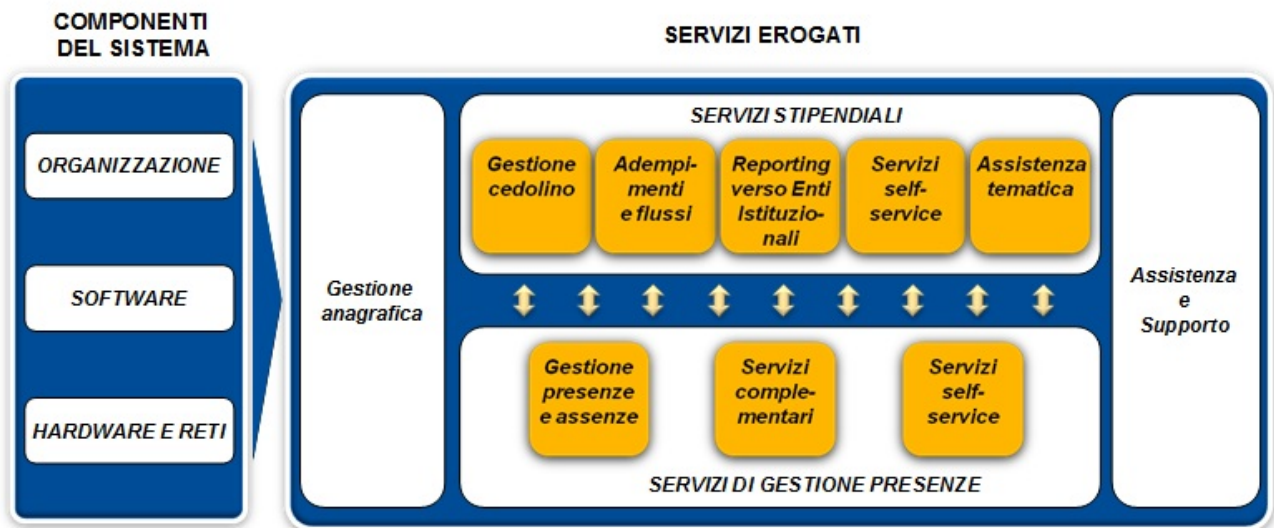 COMPONENTI
DEL SISTEMA
SERVIZI EROGATI
ORGANIZZAZIONE
SOFTWARE
HARDWARE E RETI
Gestione
anagrafica
SERVIZI STIPENDIALI
Gestione
cedolino
Adempi-
menti
e flussi
Reporting
verso Enti
Istituzio-
nali
Servizi
self-
service
Assistenza
tematica
Gestione
presenze
e assenze
Servizi
comple-
mentari
Servizi
self-
service
SERVIZI DI GESTIONE PRESENZE
Assistenza
e
Supporto